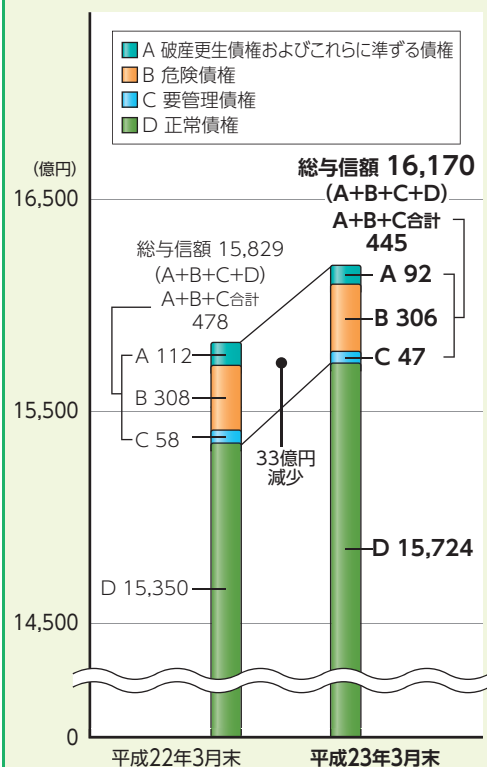 A 破産更生債権およびこれらに準ずる債権
B 危険債権
C 要管理債権
D 正常債権
(億円)
16,500
15,500
14,500
0
総与信額 15,829
(A+B+C+D)
A+B+C合計
478
A 112
B 308
C 58
D 15,350
33億円
減少
総与信額 16,170
(A+B+C+D)
A+B+C合計
445
A 92
B 306
C 47
D 15,724
平成22年3月末
平成23年3月末